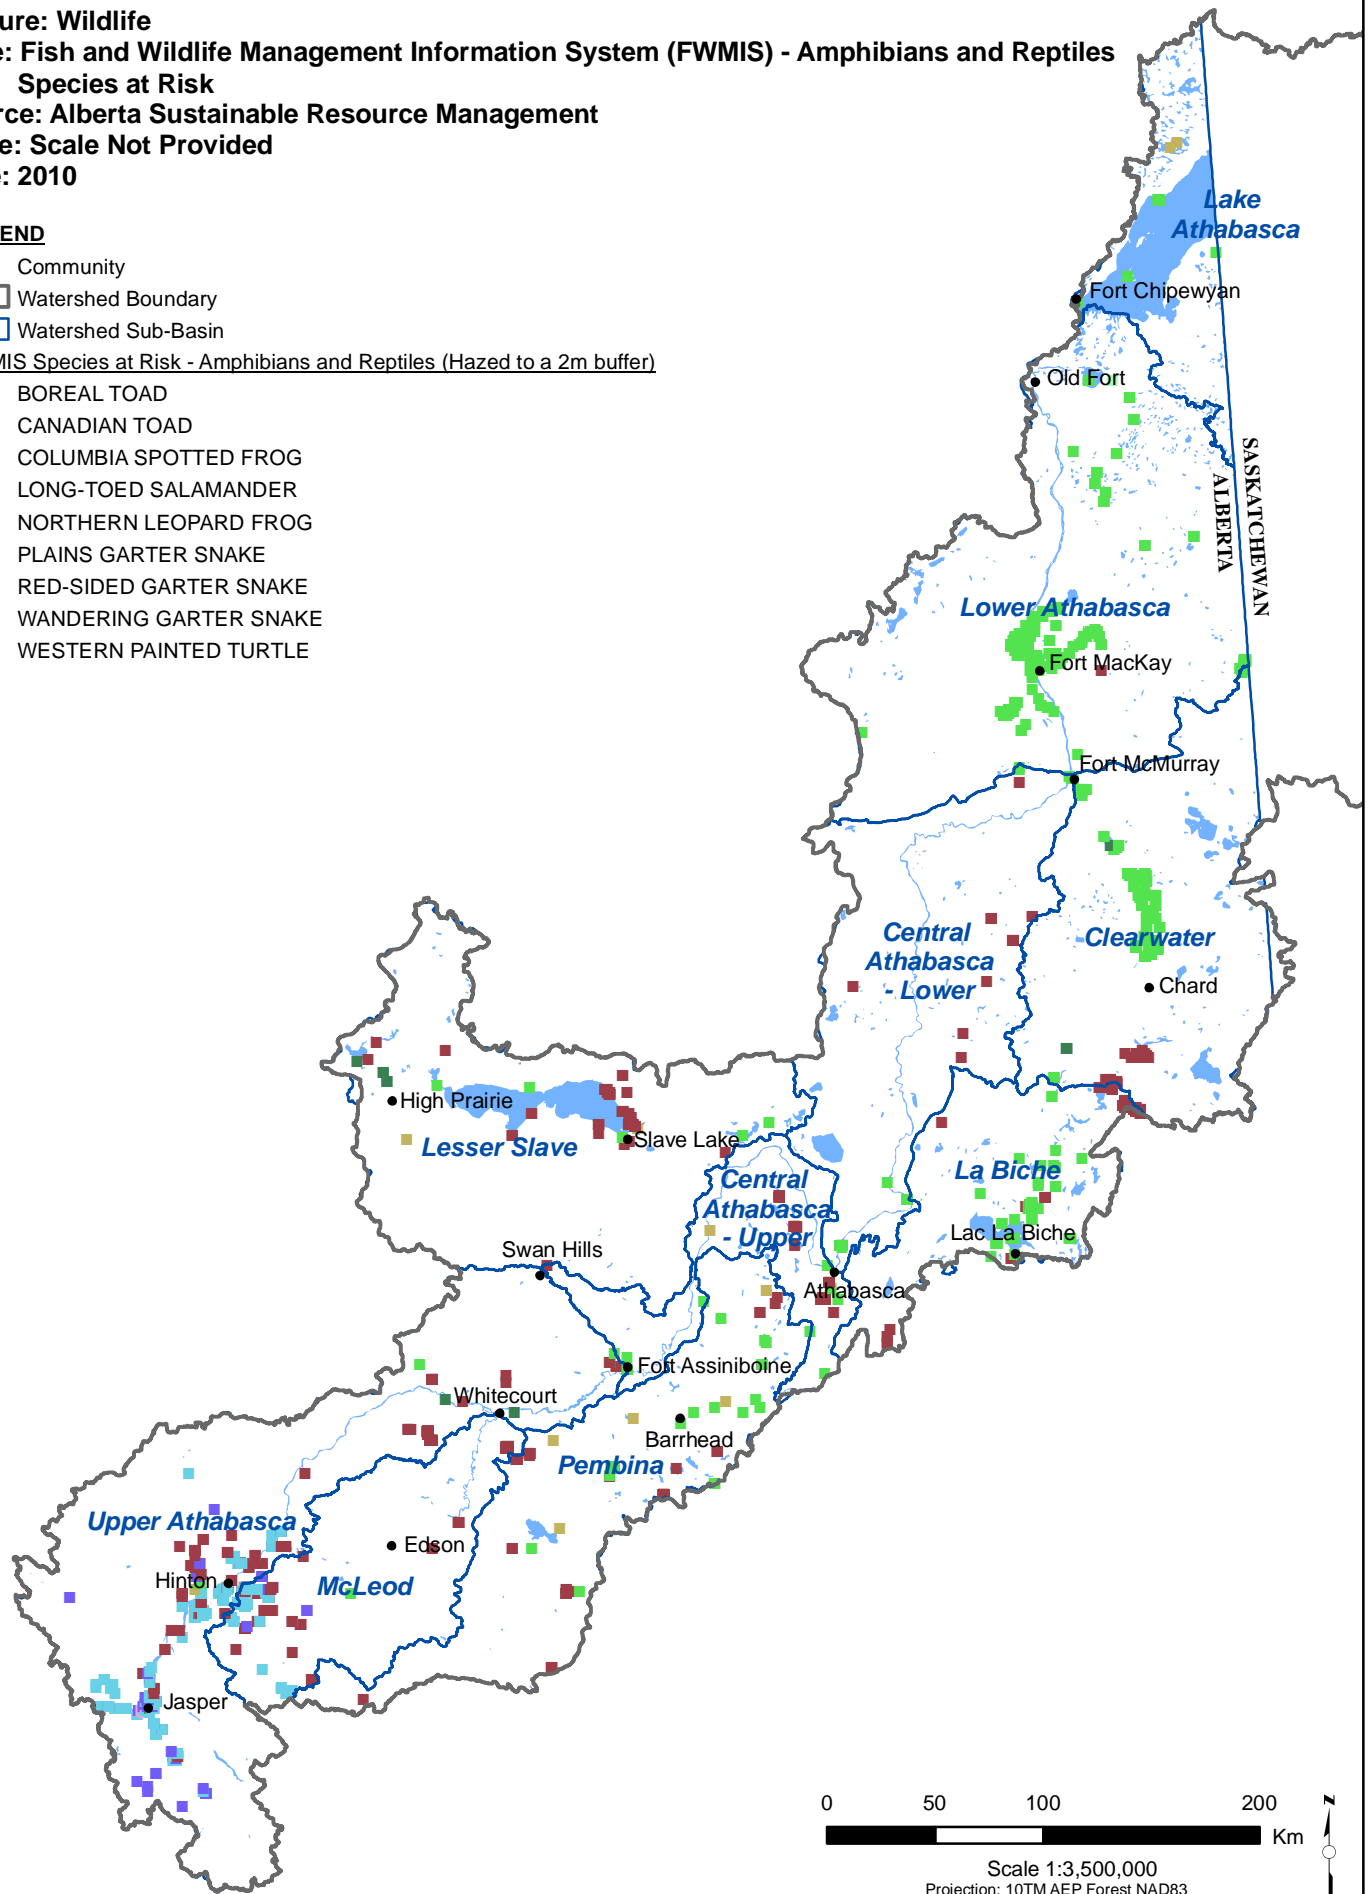 ure: Wildlife
e: Fish and Wildlife Management Information System (FWMIS) - Amphibians and Reptiles
Species at Risk
rce: Alberta Sustainable Resource Management
e: Scale Not Provided
e: 2010
END
Community
Watershed Boundary
Watershed Sub-Basin
MIS Species at Risk - Amphibians and Reptiles (Hazed to a 2m buffer)
BOREAL TOAD
CANADIAN TOAD
COLUMBIA SPOTTED FROG
LONG-TOED SALAMANDER
NORTHERN LEOPARD FROG
PLAINS GARTER SNAKE
RED-SIDED GARTER SNAKE
WANDERING GARTER SNAKE
WESTERN PAINTED TURTLE
Lake
Athabasca
Fort Chipewyan
Old Fort
SASKATCHEWAN
ALBERTA
Lower Athabasca
Fort MacKay
Fort McMurray
Central
Athabasca
- Lower
Clearwater
Chard
High Prairie
Lesser Slave
Slave Lake
La Biche
Central
Athabasca
- Upper
Lac La Biche
Swan Hills
Athabasca
Fort Assiniboine
Whitecourt
Barrhead
Pembina
Upper Athabasca
Edson
Hinton
McLeod
Jasper
0 50 100 200
Km
z
Scale 1:3,500,000
Projection: 10TM AEP Forest NAD83